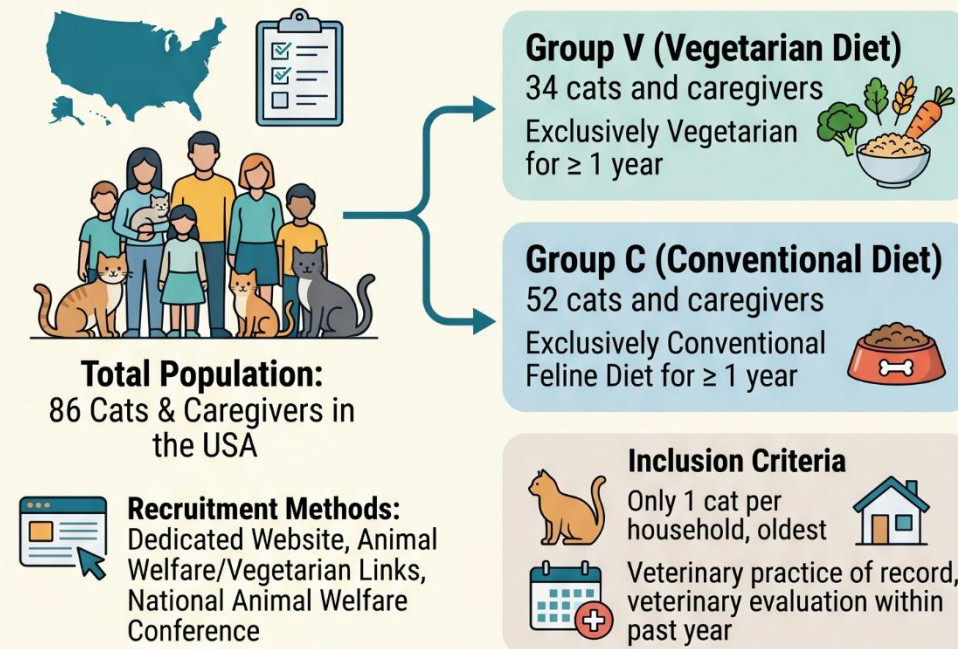 Total Population:
86 Cats & Caregivers in
the USA
Recruitment Methods:
Dedicated Website, Animal
Welfare/Vegetarian Links,
National Animal Welfare
Conference
Group V (Vegetarian Diet)
34 cats and caregivers
Exclusively Vegetarian
for ≥ 1 year
Group C (Conventional Diet)
52 cats and caregivers
Exclusively Conventional
Feline Diet for ≥ 1 year
Inclusion Criteria
Only 1 cat per
household, oldest
Veterinary practice of record,
veterinary evaluation within
past year